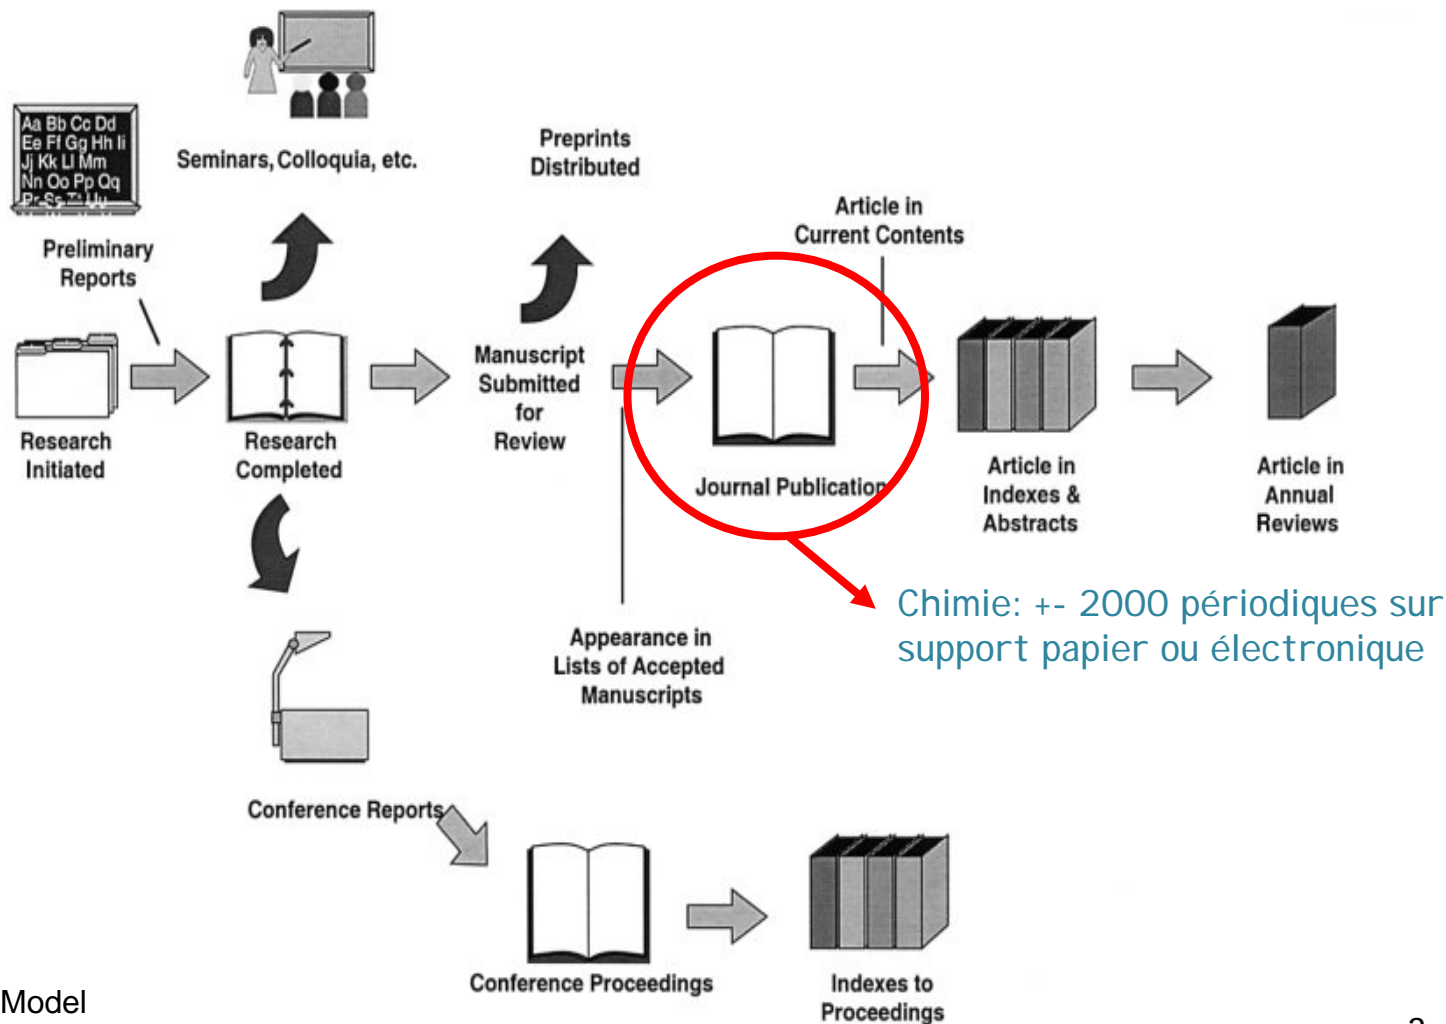 Aa Bb Cc Dd
Ee Ff Gg Hh Ii
Jj Kk Ll Mm
Nn Oo Pp Qq
Seminars, Colloquia, etc.
Preprints
Distributed
Article in
Current Contents
Preliminary
Reports
Research
Initiated
Research
Completed
Manuscript
Submitted
for
Review
Journal Publication
Article in
Indexes &
Abstracts
Article in
Annual
Reviews
Chimie: +- 2000 périodiques sur
support papier ou électronique
Appearance in
Lists of Accepted
Manuscripts
Conference Reports
Conference Proceedings
Indexes to
Proceedings
Model